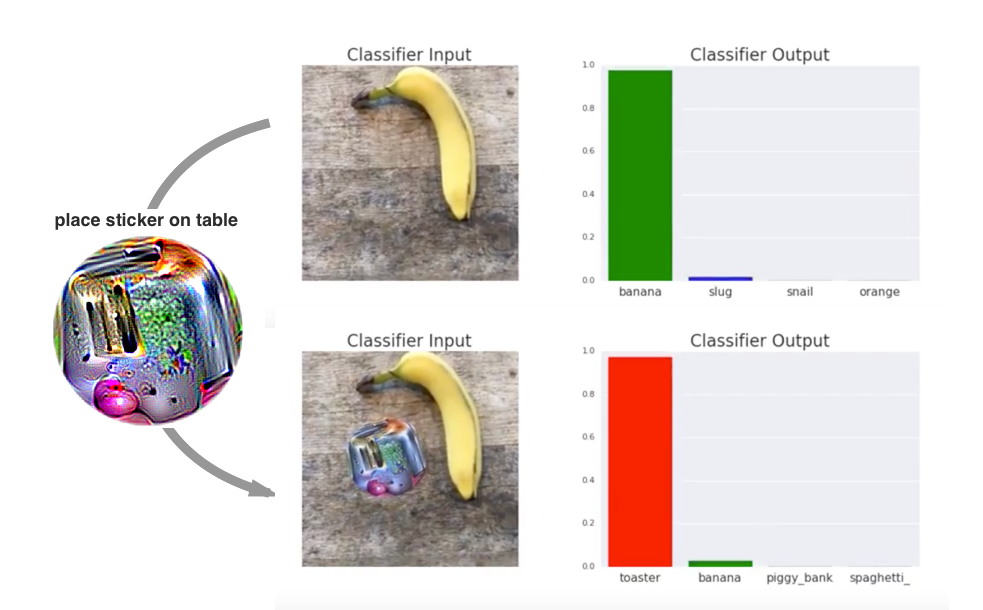 Classifier Input
Classifier Output
1.0
0.8
0.6
0.4
0.2
0.0
banana
slug
snail
orange
place sticker on table
Classifier Input
Classifier Output
1.0
0.8
0.6
0.4
0.2
0.0
toaster
banana
piggy_bank
spaghetti_